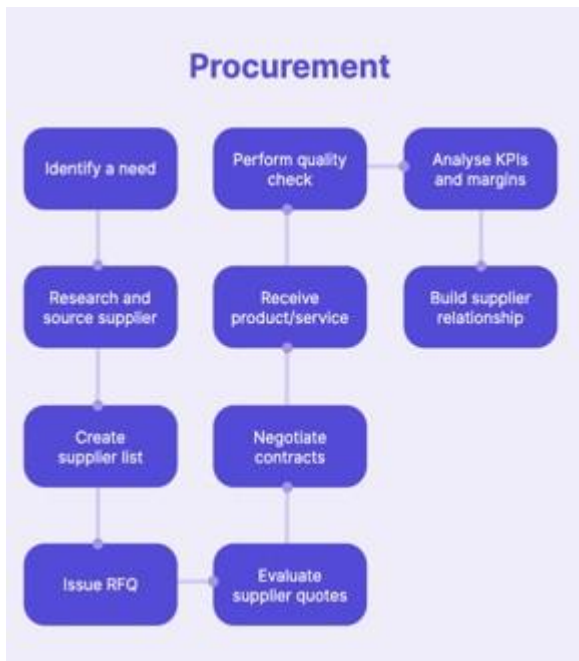 Procurement
Identify a need
Research and
source supplier
Create
supplier list
Issue RFQ
Evaluate
supplier quotes
Negotiate
contracts
Receive
product/service
Perform quality
check
Analyse KPIs
and margins
Build supplier
relationship